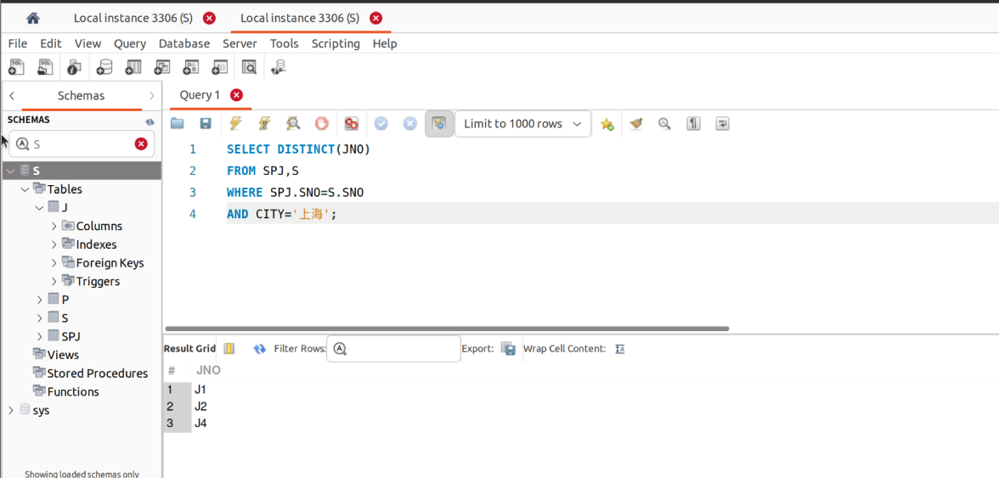 Local instance 3306 (S) Local instance 3306 (S)
File Edit View Query Database Server Tools Scripting Help
Schemas
Query 1
SCHEMAS
Limit to 1000 rows
S
1 SELECT DISTINCT(JNO)
2 FROM SPJ,S
3 WHERE SPJ.SNO=S.SNO
4 AND CITY='上海';
S
Tables
J
Columns
Indexes
Foreign Keys
Triggers
P
S
SPJ
Views
Stored Procedures
Functions
sys
Showing loaded schemas only
Result Grid Filter Rows: Export: Wrap Cell Content:
# JNO
1 J1
2 J2
3 J4